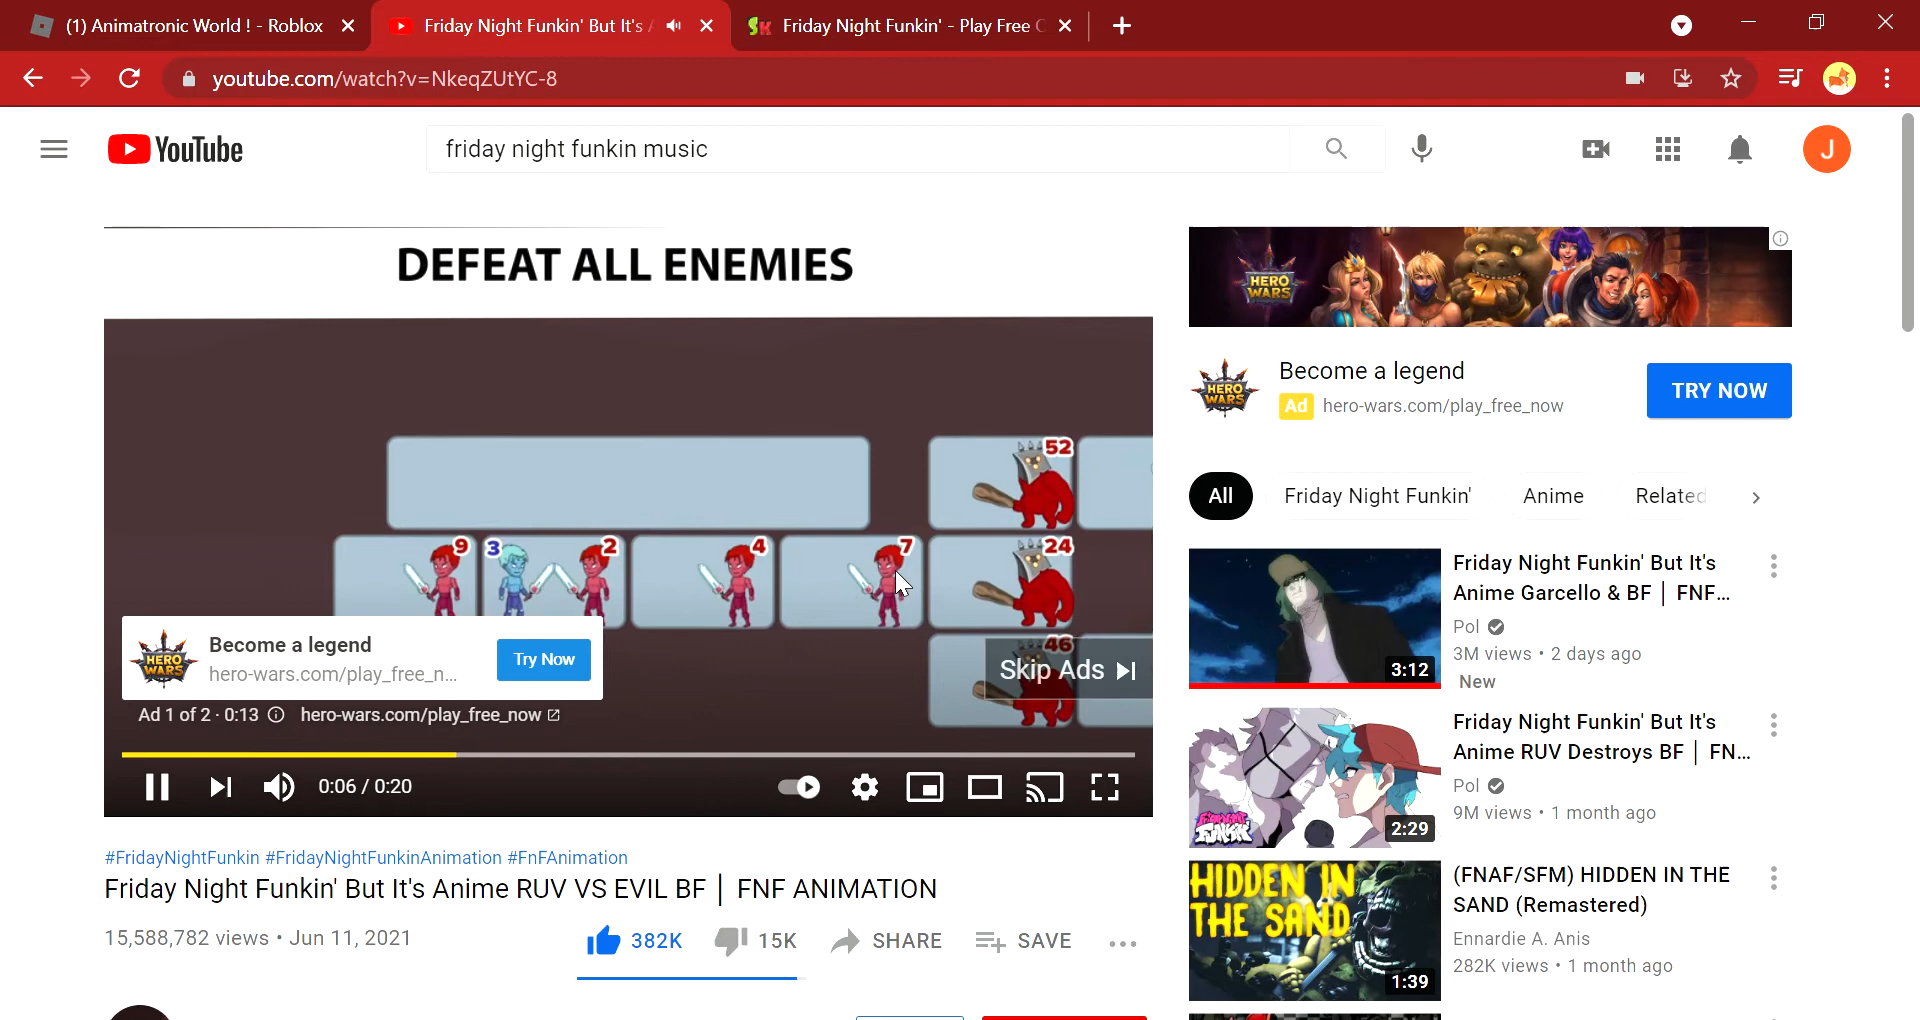 (1) Animatronic World ! - Roblox
Friday Night Funkin' But It's
Friday Night Funkin' - Play Free
youtube.com/watch?v=NkeqZUtYC-8
YouTube
friday night funkin music
J
DEFEAT ALL ENEMIES
52
9
3
2
4
7
24
46
HERO
WARS
Become a legend
hero-wars.com/play_free_n...
Try Now
Skip Ads
Ad 1 of 2 · 0:13
hero-wars.com/play_free_now
0:06 / 0:20
#FridayNightFunkin #FridayNightFunkinAnimation #FnFAnimation
Friday Night Funkin' But It's Anime RUV VS EVIL BF │ FNF ANIMATION
15,588,782 views • Jun 11, 2021
382K
15K
SHARE
SAVE
HERO
WARS
HERO
WARS
Become a legend
Ad hero-wars.com/play_free_now
TRY NOW
All
Friday Night Funkin'
Anime
Related
3:12
Friday Night Funkin' But It's
Anime Garcello & BF │ FNF...
Pol
3M views • 2 days ago
New
FRIDAY NIGHT
FUNKIN'
2:29
Friday Night Funkin' But It's
Anime RUV Destroys BF │ FN...
Pol
9M views • 1 month ago
HIDDEN IN
THE SAND
1:39
(FNAF/SFM) HIDDEN IN THE
SAND (Remastered)
Ennardie A. Anis
282K views • 1 month ago